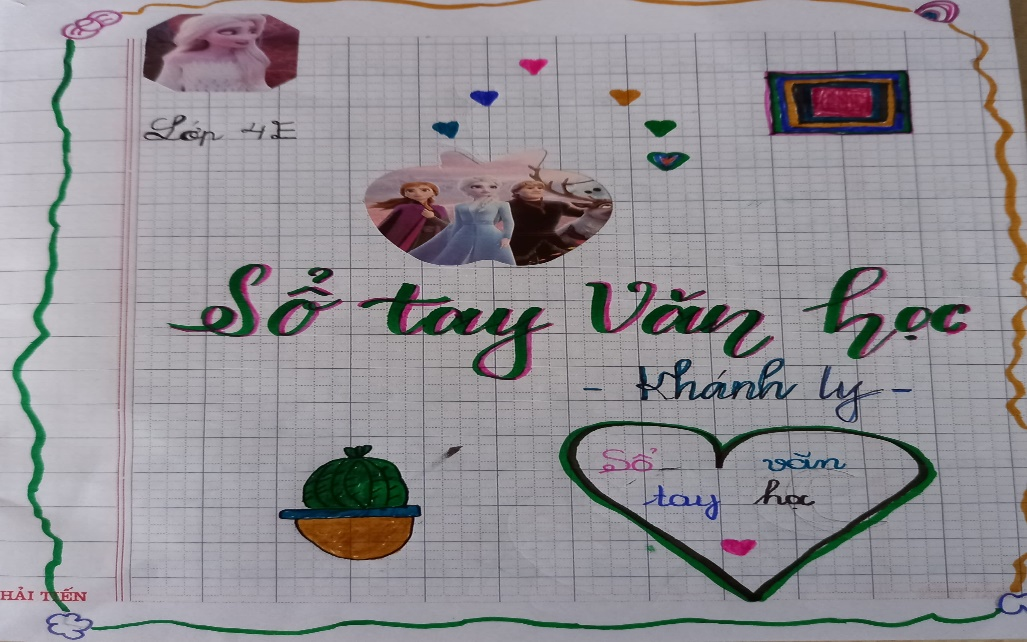 Lớp 4E
Sổ tay Văn học
- Khánh ly -
Sổ văn
tay học
HẢI TIẾN